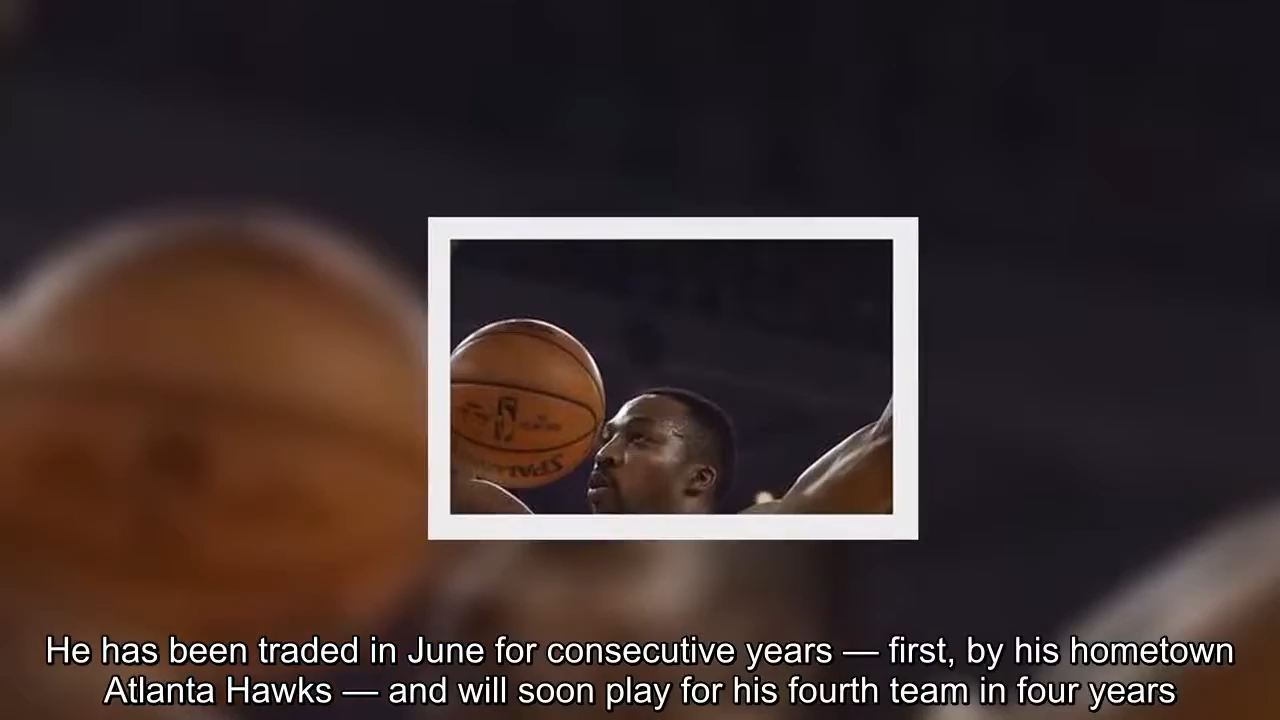 SPAL
He has been traded in June for consecutive years — first, by his hometown
Atlanta Hawks — and will soon play for his fourth team in four years